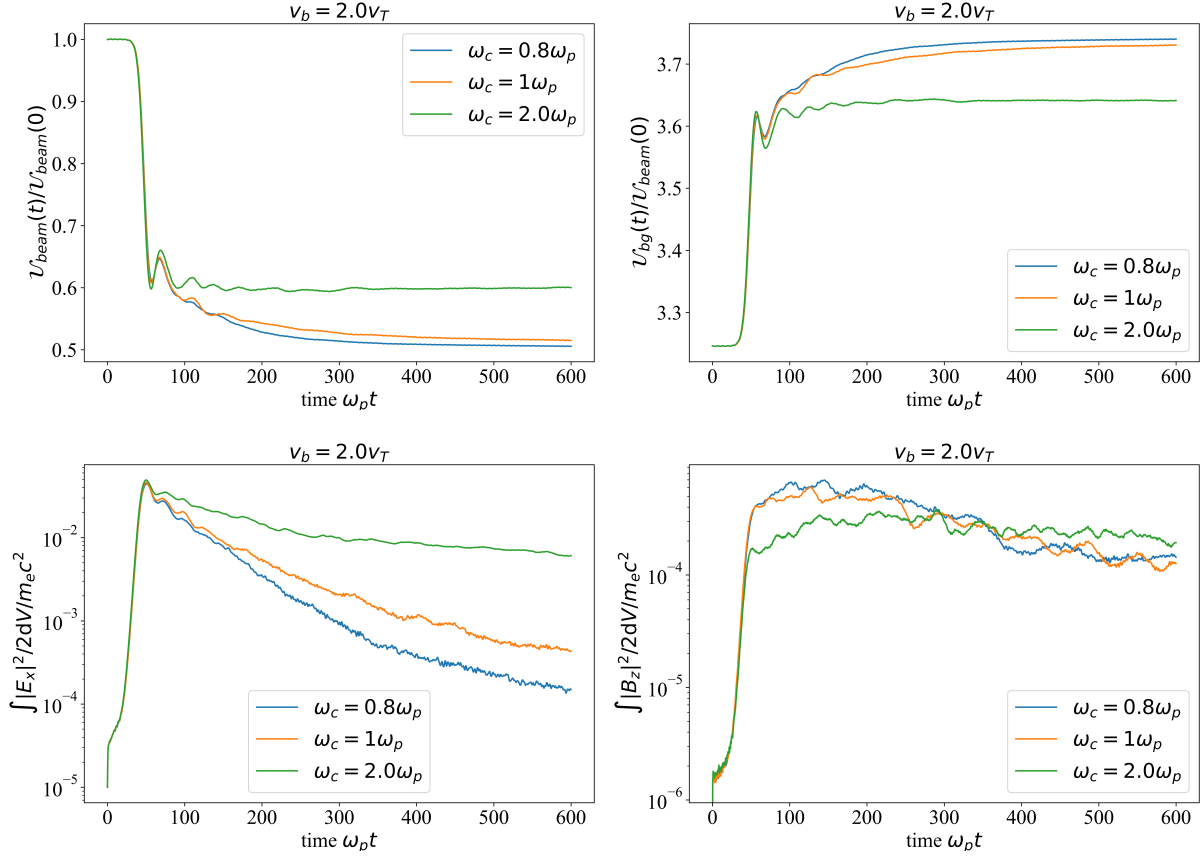 v_b = 2.0v_T
𝒰_beam(t)/𝒰_beam(0)
1.0
0.9
0.8
0.7
0.6
0.5
ω_c = 0.8ω_p
ω_c = 1ω_p
ω_c = 2.0ω_p
0 100 200 300 400 500 600
time ω_p t
v_b = 2.0v_T
𝒰_bg(t)/𝒰_beam(0)
3.7
3.6
3.5
3.4
3.3
ω_c = 0.8ω_p
ω_c = 1ω_p
ω_c = 2.0ω_p
0 100 200 300 400 500 600
time ω_p t
v_b = 2.0v_T
∫|E_x|²/2dV/m_e c²
10⁻²
10⁻³
10⁻⁴
10⁻⁵
ω_c = 0.8ω_p
ω_c = 1ω_p
ω_c = 2.0ω_p
0 100 200 300 400 500 600
time ω_p t
v_b = 2.0v_T
∫|B_z|²/2dV/m_e c²
10⁻⁴
10⁻⁵
10⁻⁶
ω_c = 0.8ω_p
ω_c = 1ω_p
ω_c = 2.0ω_p
0 100 200 300 400 500 600
time ω_p t